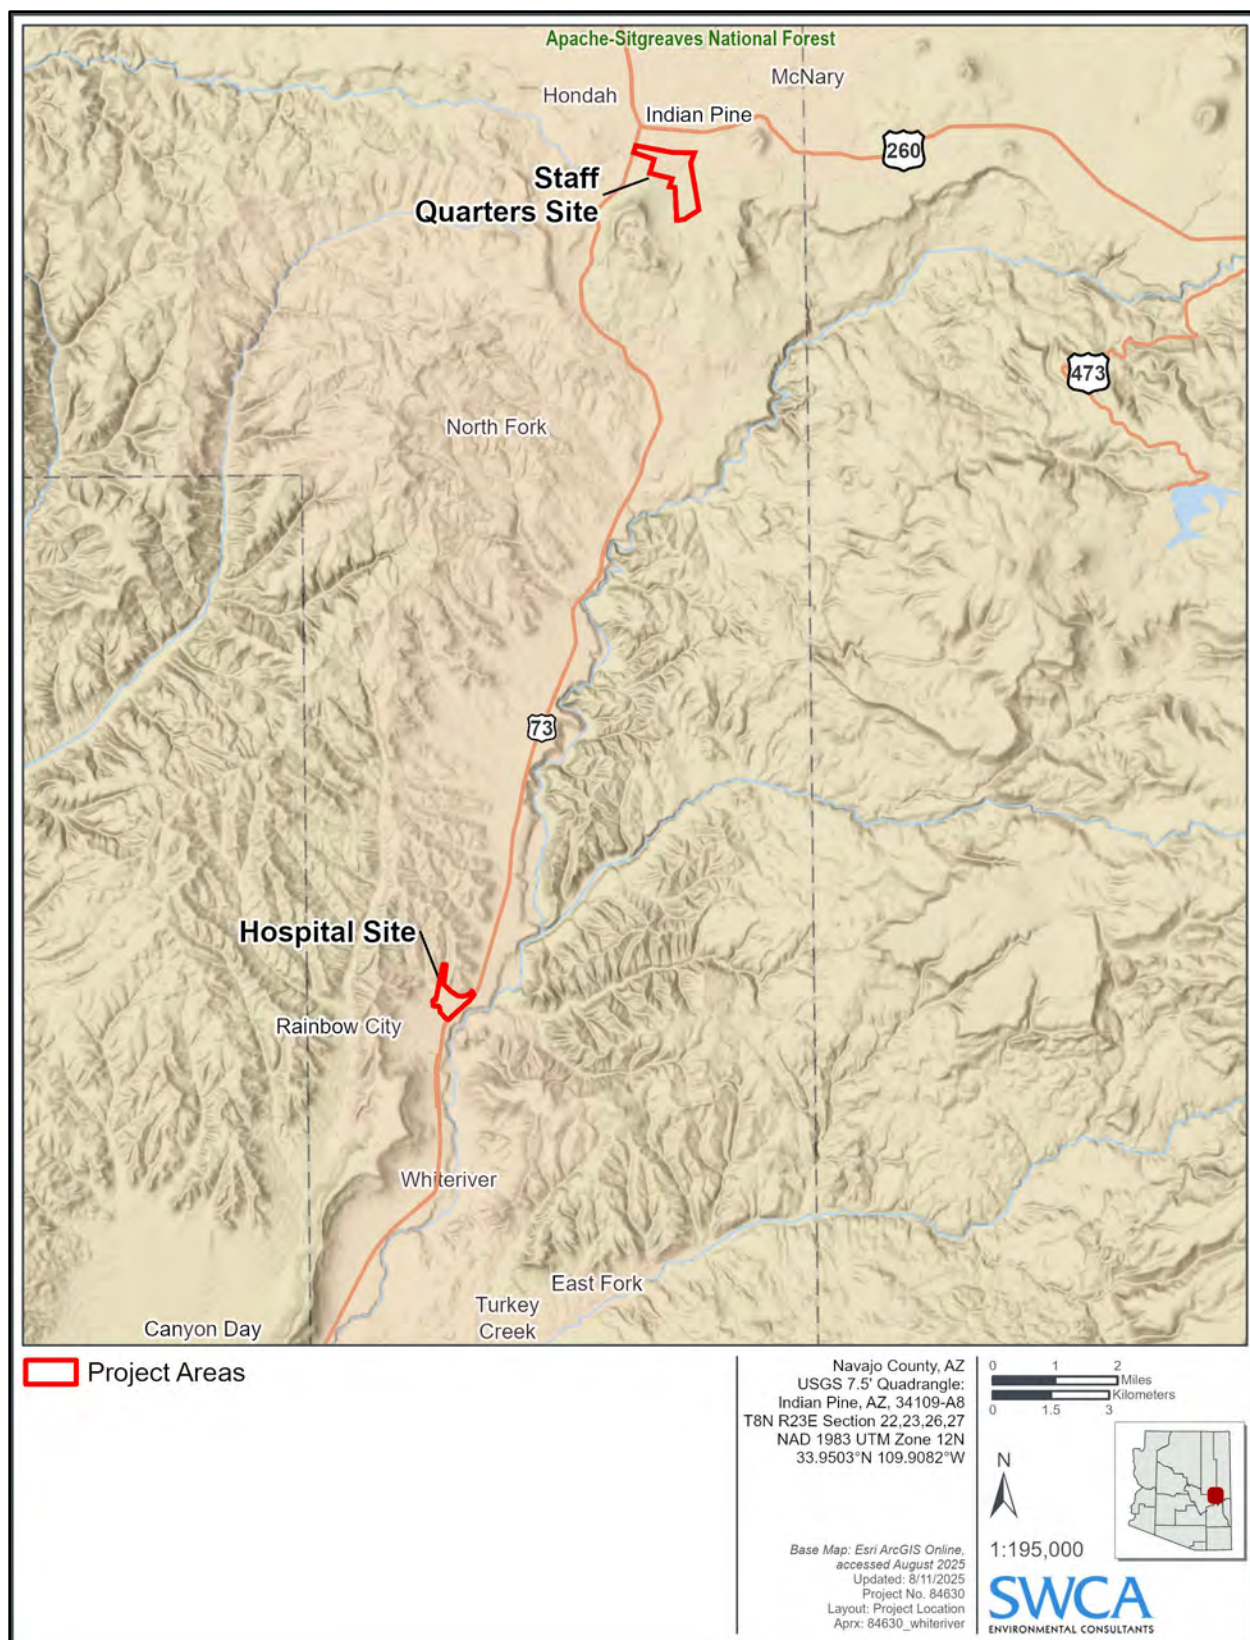 Apache-Sitgreaves National Forest
McNary
Hondah
Indian Pine
260
Staff
Quarters Site
473
North Fork
73
Hospital Site
Rainbow City
Whiteriver
East Fork
Turkey
Creek
Canyon Day
Project Areas
Navajo County, AZ
USGS 7.5' Quadrangle:
Indian Pine, AZ, 34109-A8
T8N R23E Section 22,23,26,27
NAD 1983 UTM Zone 12N
33.9503°N 109.9082°W
Base Map: Esri ArcGIS Online,
accessed August 2025
Updated: 8/11/2025
Project No. 84630
Layout: Project Location
Aprx: 84630_whiteriver
0 1 2
Miles
Kilometers
0 1.5 3
N
1:195,000
SWCA
ENVIRONMENTAL CONSULTANTS